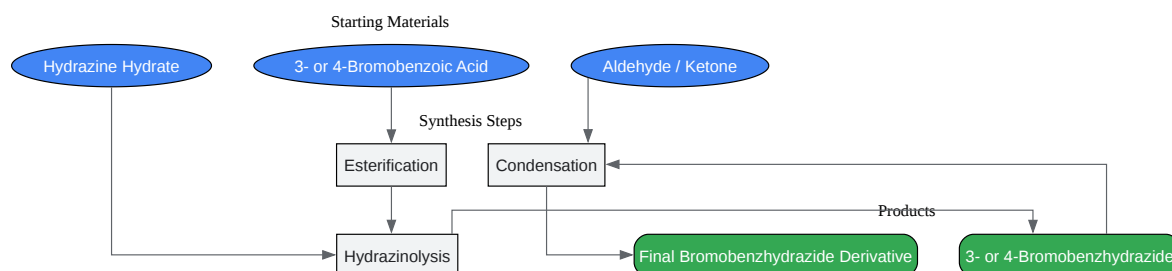 Starting Materials
Hydrazine Hydrate
3- or 4-Bromobenzoic Acid
Aldehyde / Ketone
Synthesis Steps
Esterification
Condensation
Products
Hydrazinolysis
Final Bromobenzhydrazide Derivative
3- or 4-Bromobenzhydrazide